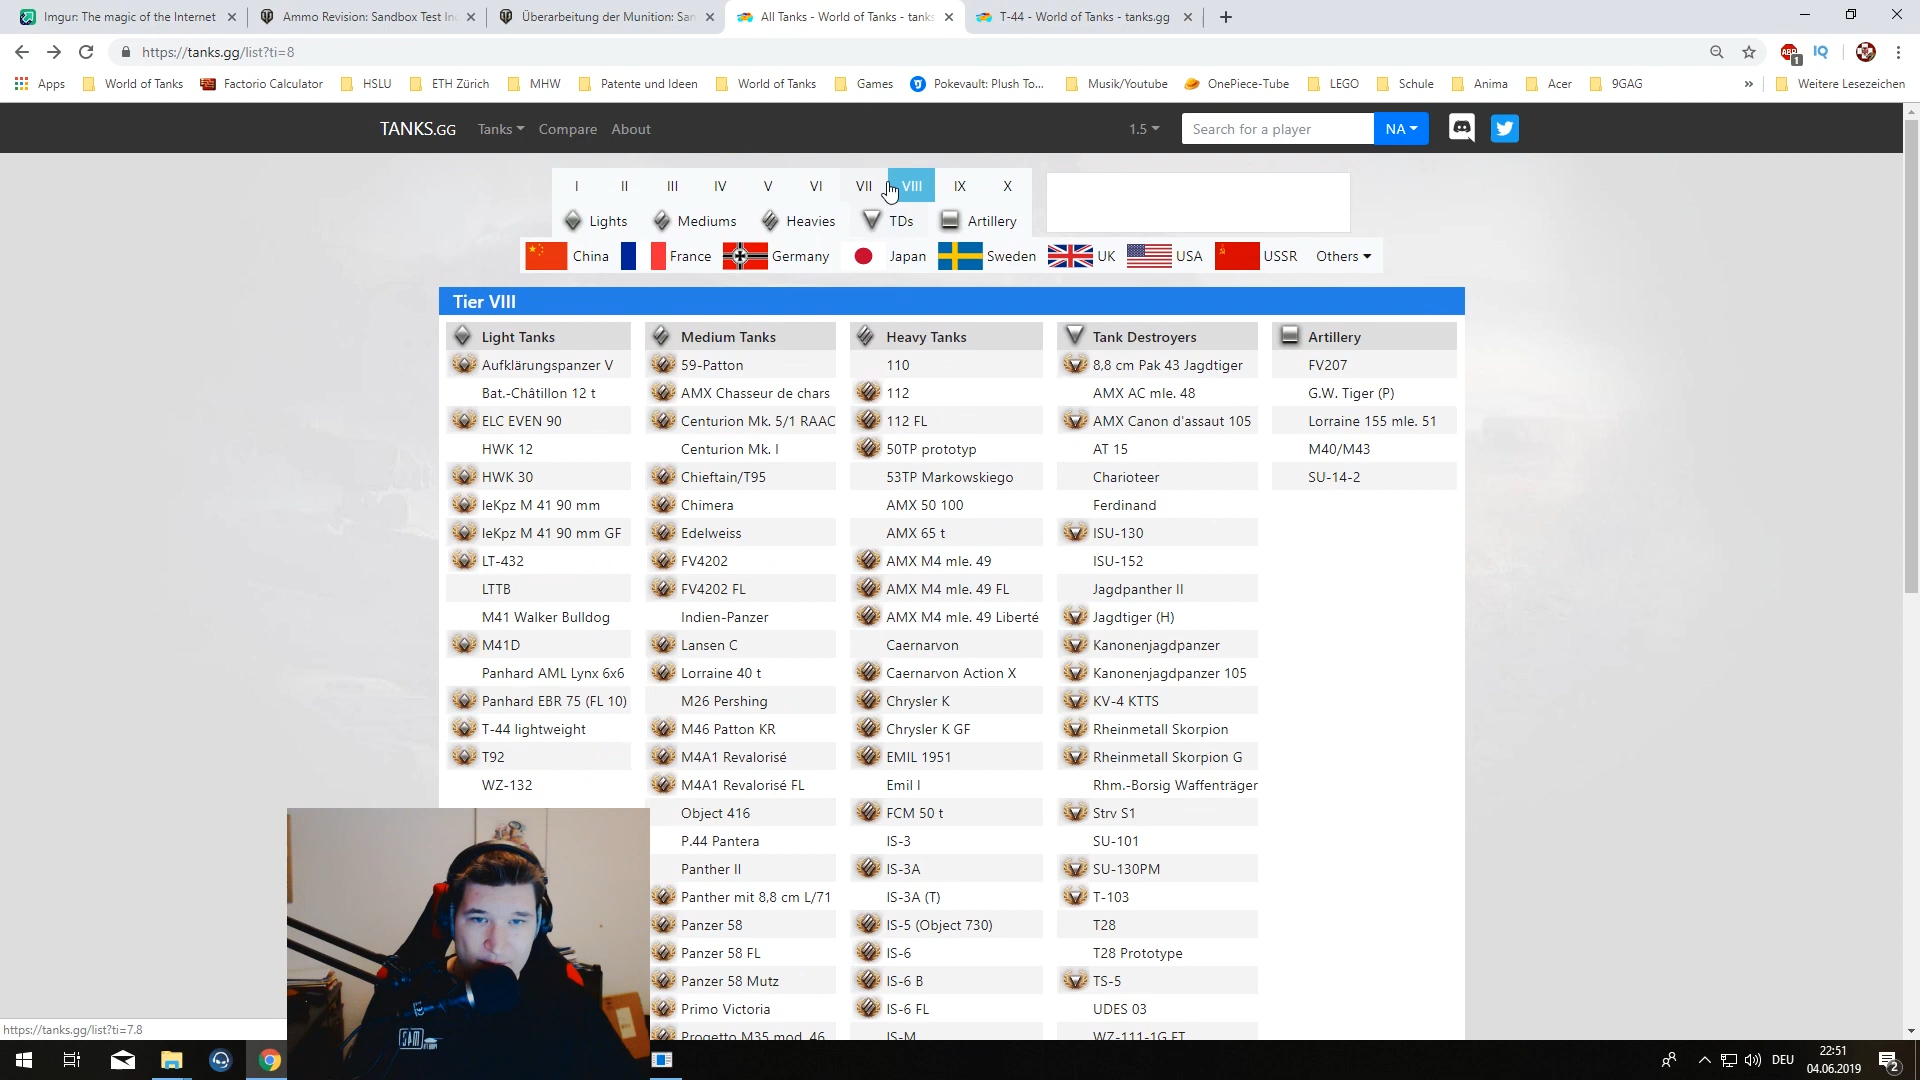 Imgur: The magic of the Internet
Ammo Revision: Sandbox Test In
Überarbeitung der Munition: San
All Tanks - World of Tanks - tanks
T-44 - World of Tanks - tanks.gg
https://tanks.gg/list?ti=8
ABP
1
IQ
Apps
World of Tanks
Factorio Calculator
HSLU
ETH Zürich
MHW
Patente und Ideen
World of Tanks
Games
Pokevault: Plush To...
Musik/Youtube
OnePiece-Tube
LEGO
Schule
Anima
Acer
9GAG
»
Weitere Lesezeichen
TANKS.GG
Tanks
Compare
About
1.5
Search for a player
NA
I II III IV V VI VII VIII IX X
Lights Mediums Heavies TDs Artillery
China France Germany Japan Sweden UK USA USSR Others
Tier VIII
Light Tanks
Aufklärungspanzer V
Bat.-Châtillon 12 t
ELC EVEN 90
HWK 12
HWK 30
leKpz M 41 90 mm
leKpz M 41 90 mm GF
LT-432
LTTB
M41 Walker Bulldog
M41D
Panhard AML Lynx 6x6
Panhard EBR 75 (FL 10)
T-44 lightweight
T92
WZ-132
Medium Tanks
59-Patton
AMX Chasseur de chars
Centurion Mk. 5/1 RAAC
Centurion Mk. I
Chieftain/T95
Chimera
Edelweiss
FV4202
FV4202 FL
Indien-Panzer
Lansen C
Lorraine 40 t
M26 Pershing
M46 Patton KR
M4A1 Revalorisé
M4A1 Revalorisé FL
Object 416
P.44 Pantera
Panther II
Panther mit 8,8 cm L/71
Panzer 58
Panzer 58 FL
Panzer 58 Mutz
Primo Victoria
Progetto M35 mod. 46
Heavy Tanks
110
112
112 FL
50TP prototyp
53TP Markowskiego
AMX 50 100
AMX 65 t
AMX M4 mle. 49
AMX M4 mle. 49 FL
AMX M4 mle. 49 Liberté
Caernarvon
Caernarvon Action X
Chrysler K
Chrysler K GF
EMIL 1951
Emil I
FCM 50 t
IS-3
IS-3A
IS-3A (T)
IS-5 (Object 730)
IS-6
IS-6 B
IS-6 FL
IS-M
Tank Destroyers
8,8 cm Pak 43 Jagdtiger
AMX AC mle. 48
AMX Canon d'assaut 105
AT 15
Charioteer
Ferdinand
ISU-130
ISU-152
Jagdpanther II
Jagdtiger (H)
Kanonenjagdpanzer
Kanonenjagdpanzer 105
KV-4 KTTS
Rheinmetall Skorpion
Rheinmetall Skorpion G
Rhm.-Borsig Waffenträger
Strv S1
SU-101
SU-130PM
T-103
T28
T28 Prototype
TS-5
UDES 03
WZ-111-1G FT
Artillery
FV207
G.W. Tiger (P)
Lorraine 155 mle. 51
M40/M43
SU-14-2
https://tanks.gg/list?ti=7.8
DEU
22:51
04.06.2019
2